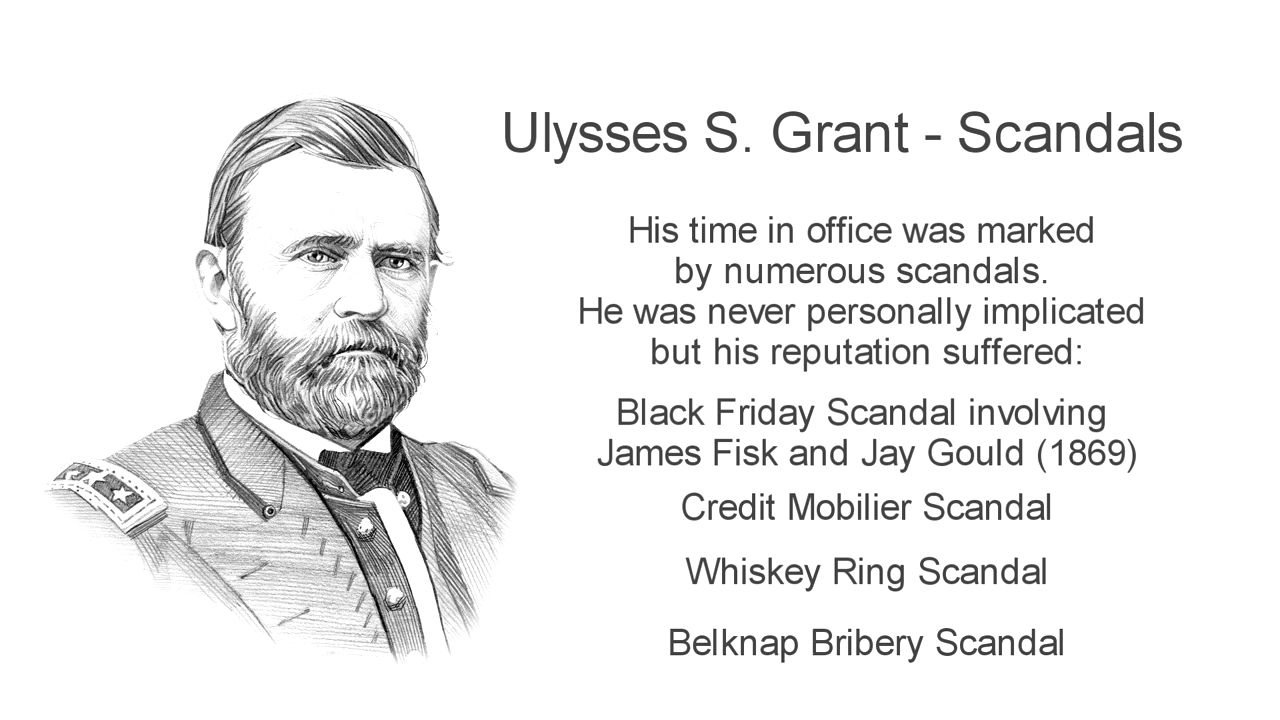 Ulysses S. Grant - Scandals
His time in office was marked
by numerous scandals.
He was never personally implicated
but his reputation suffered:
Black Friday Scandal involving
James Fisk and Jay Gould (1869)
Credit Mobilier Scandal
Whiskey Ring Scandal
Belknap Bribery Scandal